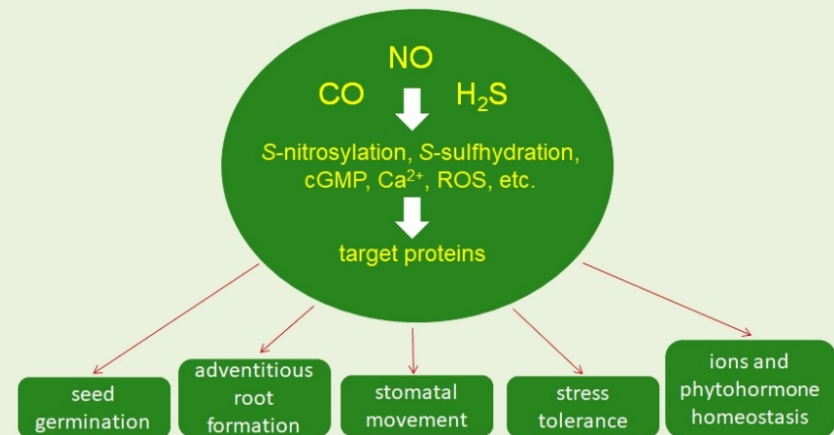 NO
CO H₂S
S-nitrosylation, S-sulfhydration,
cGMP, Ca²⁺, ROS, etc.
target proteins
seed
germination
adventitious
root
formation
stomatal
movement
stress
tolerance
ions and
phytohormone
homeostasis